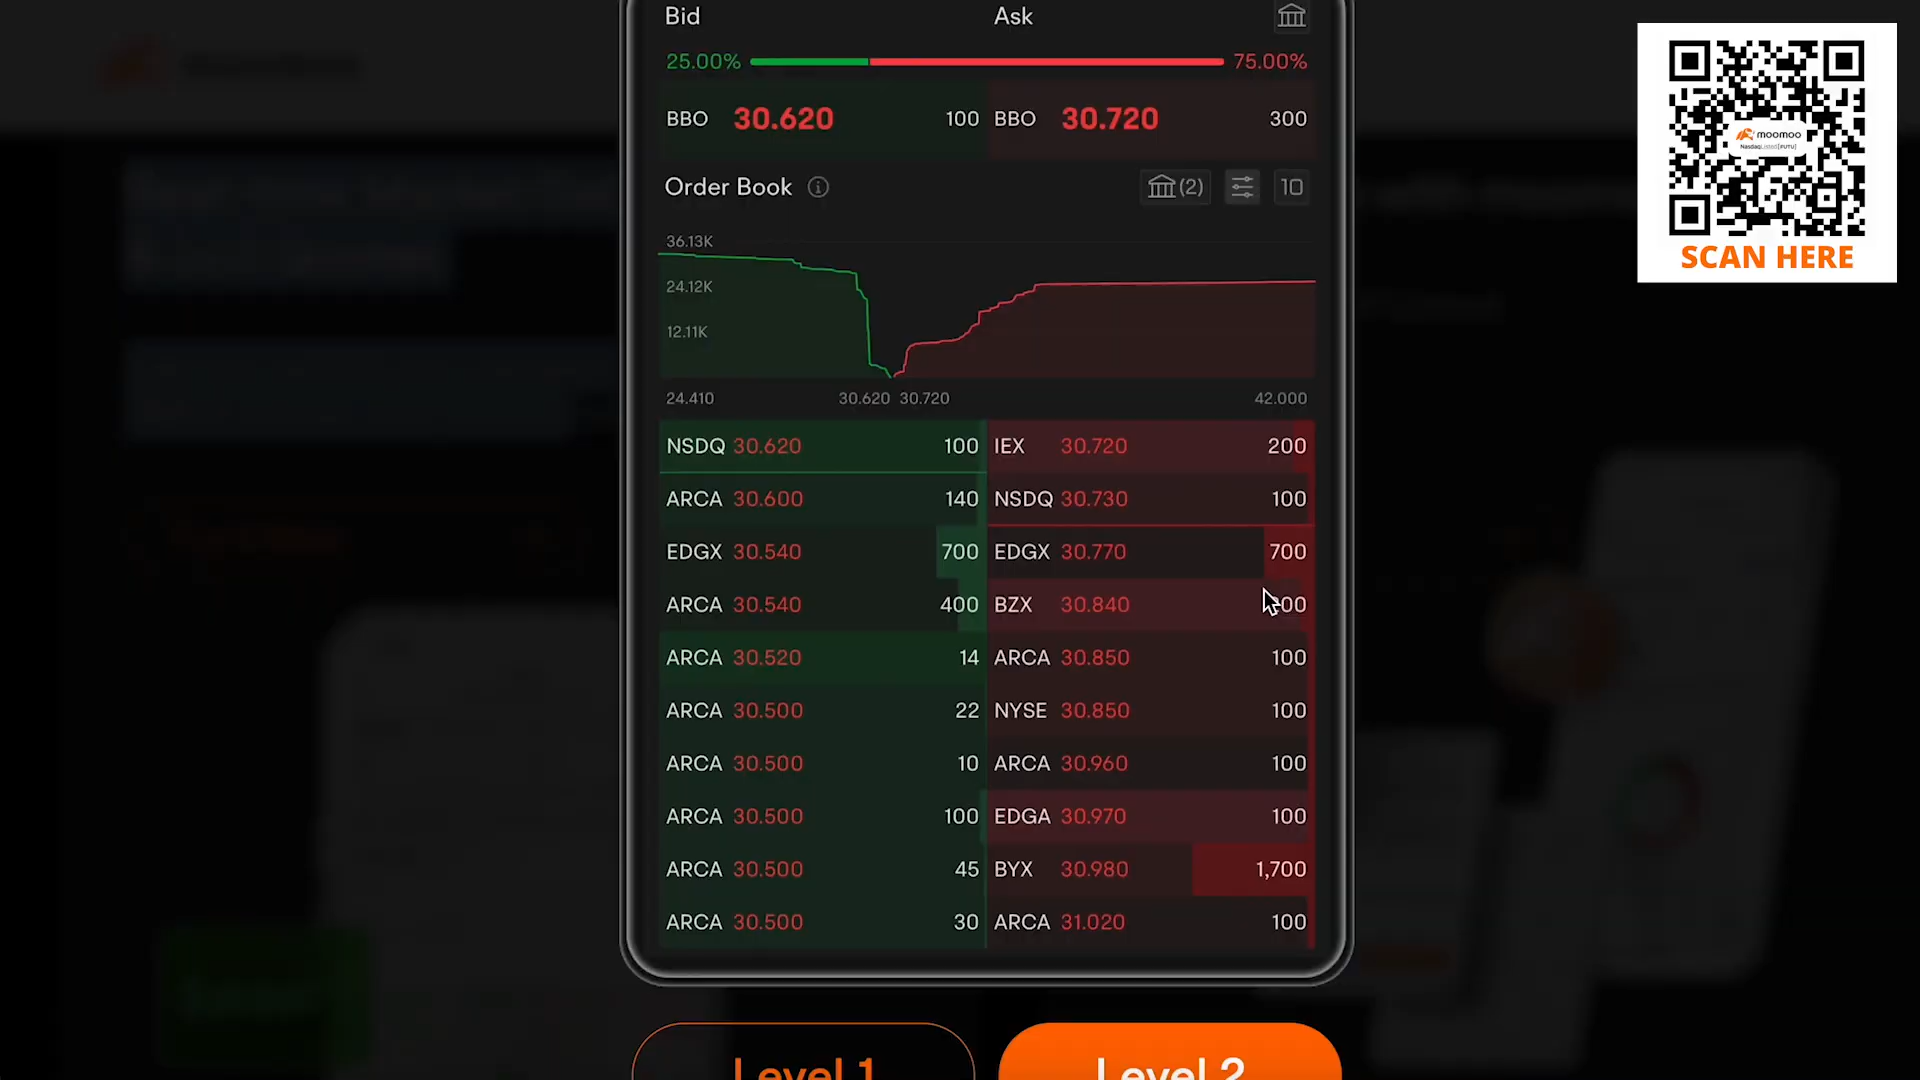 Bid Ask
25.00% 75.00%
BBO 30.620 100 BBO 30.720 300
Order Book (2) 10
36.13K
24.12K
12.11K
24.410 30.620 30.720 42.000
NSDQ 30.620 100 IEX 30.720 200
ARCA 30.600 140 NSDQ 30.730 100
EDGX 30.540 700 EDGX 30.770 700
ARCA 30.540 400 BZX 30.840
ARCA 30.520 14 ARCA 30.850 100
ARCA 30.500 22 NYSE 30.850 100
ARCA 30.500 10 ARCA 30.960 100
ARCA 30.500 100 EDGA 30.970 100
ARCA 30.500 45 BYX 30.980 1,700
ARCA 30.500 30 ARCA 31.020 100
Level 1 Level 2
moomoo
SCAN HERE